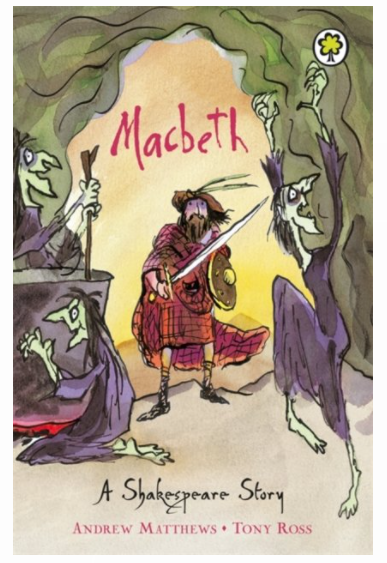 Macbeth
A Shakespeare Story
ANDREW MATTHEWS • TONY ROSS